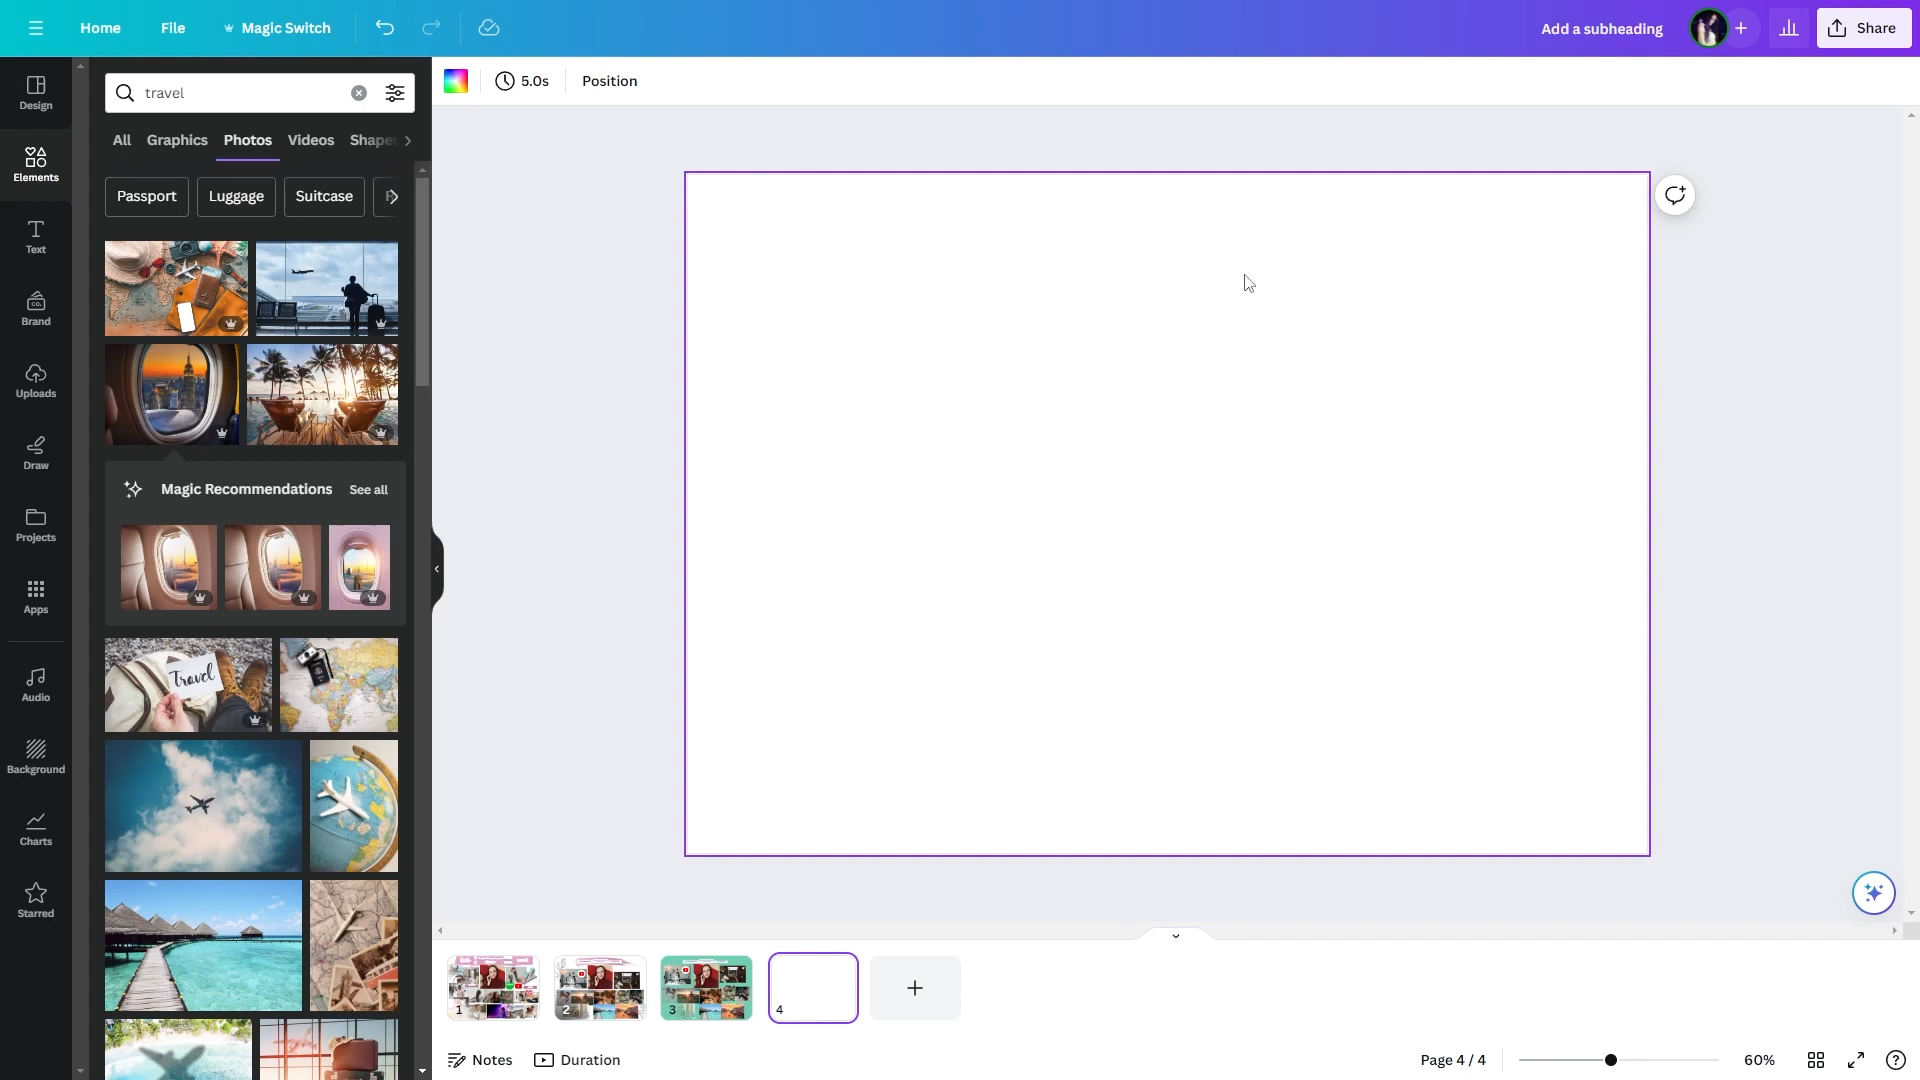 Home
File
Magic Switch
Add a subheading
Share
travel
5.0s
Position
Design
Elements
Text
Brand
Uploads
Draw
Projects
Apps
Audio
Background
Charts
Starred
All
Graphics
Photos
Videos
Shapes
Passport
Luggage
Suitcase
Magic Recommendations
See all
Travel
1
2
3
4
Notes
Duration
Page 4 / 4
60%